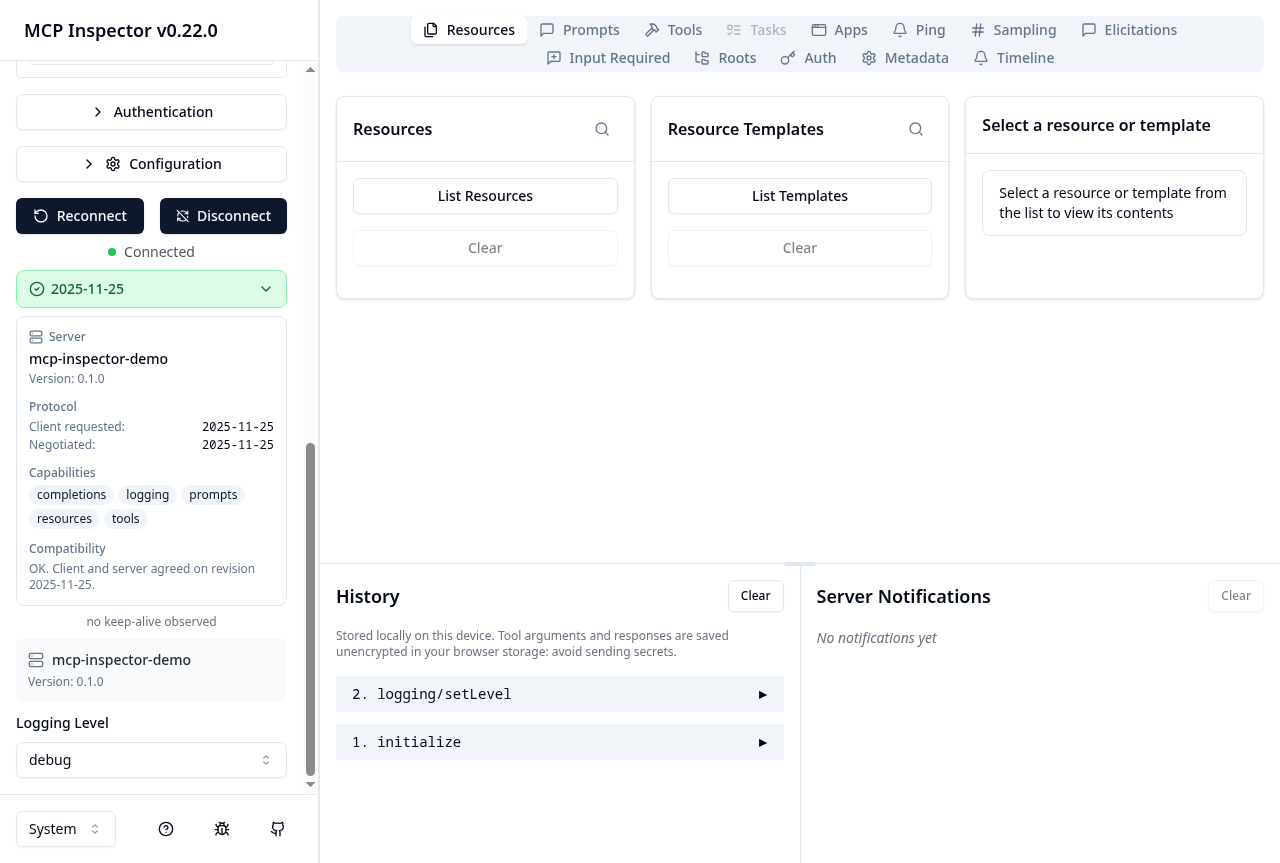 MCP Inspector v0.22.0
Authentication
Configuration
Reconnect
Disconnect
Connected
2025-11-25
Server
mcp-inspector-demo
Version: 0.1.0
Protocol
Client requested: 2025-11-25
Negotiated: 2025-11-25
Capabilities
completions logging prompts
resources tools
Compatibility
OK. Client and server agreed on revision
2025-11-25.
no keep-alive observed
mcp-inspector-demo
Version: 0.1.0
Logging Level
debug
System
Resources Prompts Tools Tasks Apps Ping Sampling Elicitations
Input Required Roots Auth Metadata Timeline
Resources
List Resources
Clear
Resource Templates
List Templates
Clear
Select a resource or template
Select a resource or template from
the list to view its contents
History
Clear
Stored locally on this device. Tool arguments and responses are saved
unencrypted in your browser storage: avoid sending secrets.
2. logging/setLevel
1. initialize
Server Notifications
Clear
No notifications yet